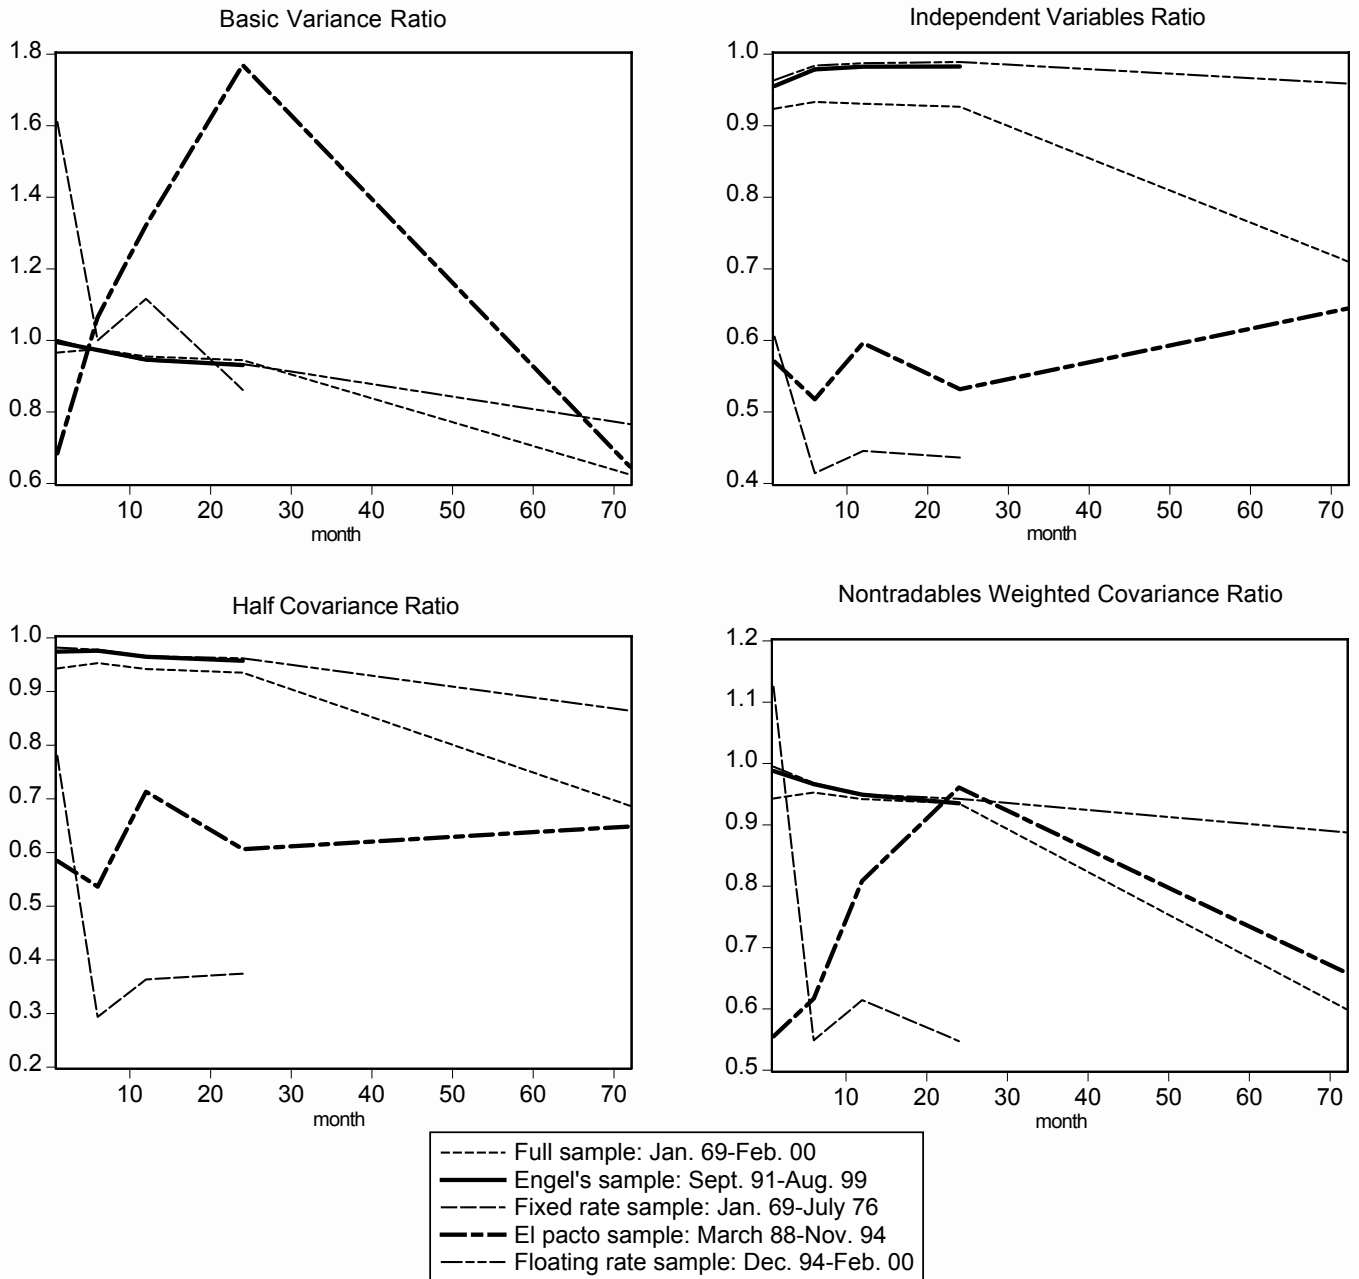 Basic Variance Ratio
1.8
1.6
1.4
1.2
1.0
0.8
0.6
10 20 30 40 50 60 70
month
Independent Variables Ratio
1.0
0.9
0.8
0.7
0.6
0.5
0.4
10 20 30 40 50 60 70
month
Half Covariance Ratio
1.0
0.9
0.8
0.7
0.6
0.5
0.4
0.3
0.2
10 20 30 40 50 60 70
month
Nontradables Weighted Covariance Ratio
1.2
1.1
1.0
0.9
0.8
0.7
0.6
0.5
10 20 30 40 50 60 70
month
Full sample: Jan. 69-Feb. 00
Engel's sample: Sept. 91-Aug. 99
Fixed rate sample: Jan. 69-July 76
El pacto sample: March 88-Nov. 94
Floating rate sample: Dec. 94-Feb. 00